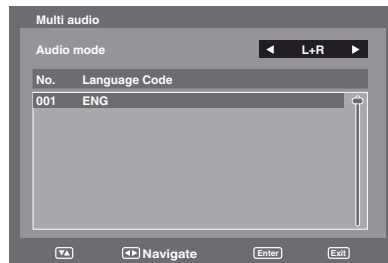 Multi audio
Audio mode ◀ L+R ▶
No. Language Code
001 ENG
▼▲ ◀▶ Navigate Enter Exit